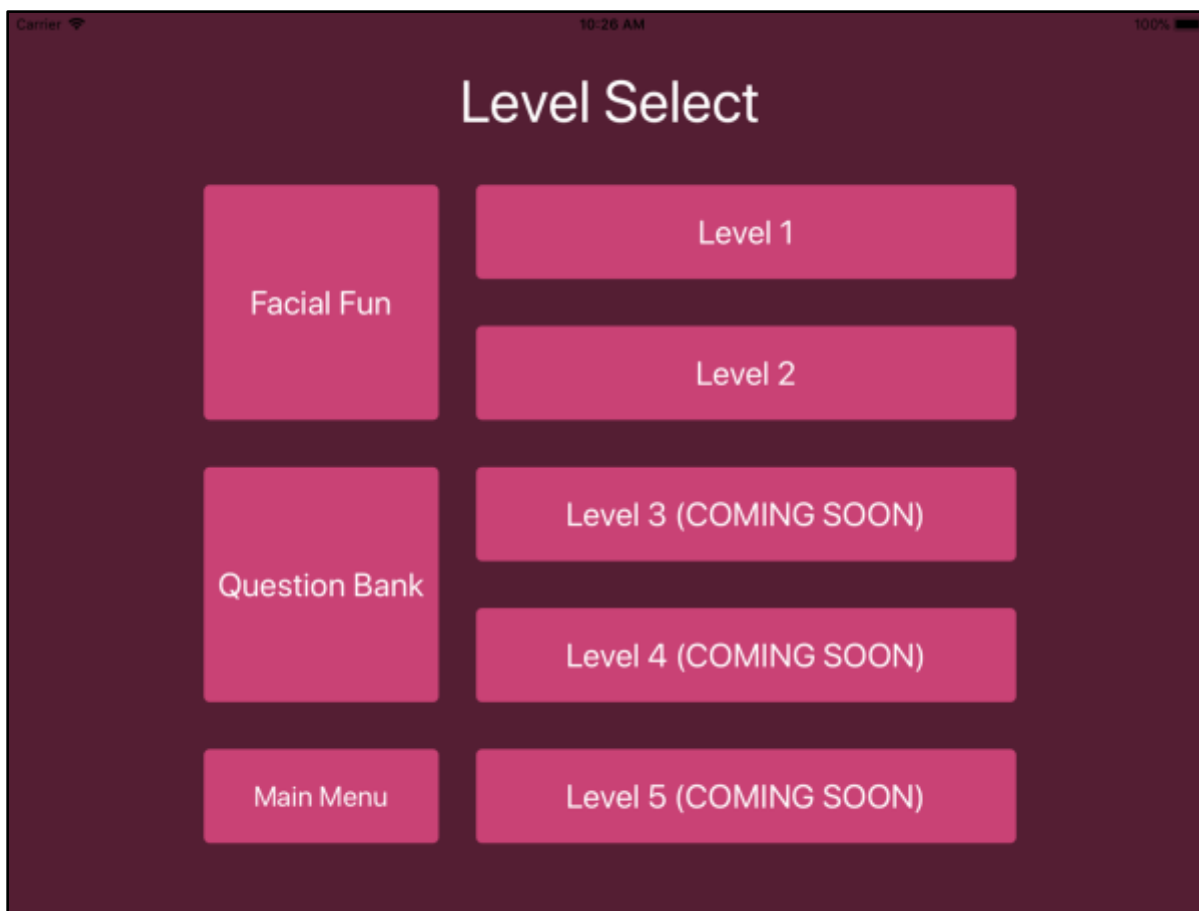 Carrier
10:26 AM
100%
Level Select
Facial Fun
Level 1
Level 2
Question Bank
Level 3 (COMING SOON)
Level 4 (COMING SOON)
Main Menu
Level 5 (COMING SOON)